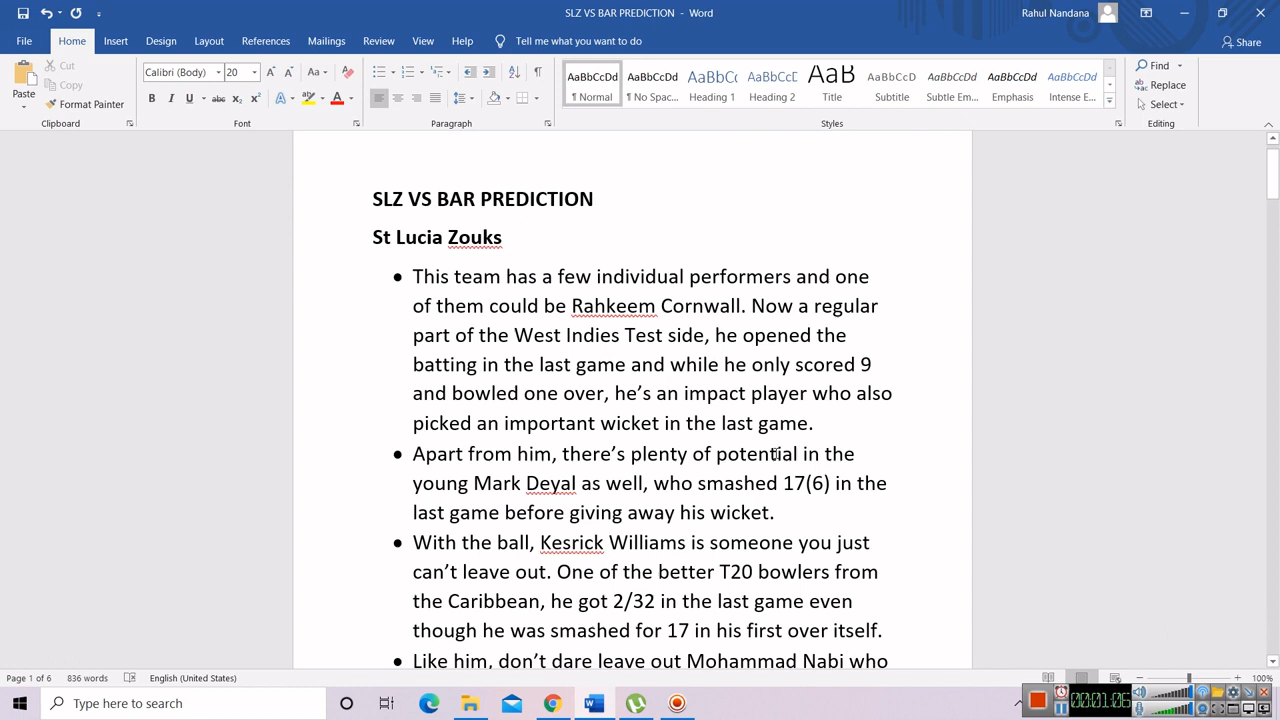 SLZ VS BAR PREDICTION - Word
Rahul Nandana
File Home Insert Design Layout References Mailings Review View Help Tell me what you want to do Share
Paste
Cut
Copy
Format Painter
Clipboard
Calibri (Body) 20
Font
Paragraph
AaBbCcDd AaBbCcDd AaBbCc AaBbCcD AaB AaBbCcDd AaBbCcDd AaBbCcDd AaBbCcDd
¶ Normal ¶ No Spac... Heading 1 Heading 2 Title Subtitle Subtle Em... Emphasis Intense E...
Styles
Find
Replace
Select
Editing
SLZ VS BAR PREDICTION
St Lucia Zouks
• This team has a few individual performers and one
of them could be Rahkeem Cornwall. Now a regular
part of the West Indies Test side, he opened the
batting in the last game and while he only scored 9
and bowled one over, he’s an impact player who also
picked an important wicket in the last game.
• Apart from him, there’s plenty of potential in the
young Mark Deyal as well, who smashed 17(6) in the
last game before giving away his wicket.
• With the ball, Kesrick Williams is someone you just
can’t leave out. One of the better T20 bowlers from
the Caribbean, he got 2/32 in the last game even
though he was smashed for 17 in his first over itself.
• Like him, don’t dare leave out Mohammad Nabi who
Page 1 of 6 836 words English (United States) 100%
Type here to search
00:01:06